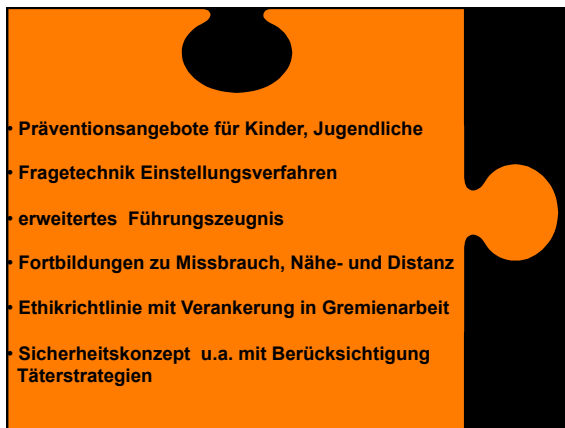 • Präventionsangebote für Kinder, Jugendliche
• Fragetechnik Einstellungsverfahren
• erweitertes Führungszeugnis
• Fortbildungen zu Missbrauch, Nähe- und Distanz
• Ethikrichtlinie mit Verankerung in Gremienarbeit
• Sicherheitskonzept u.a. mit Berücksichtigung
Täterstrategien